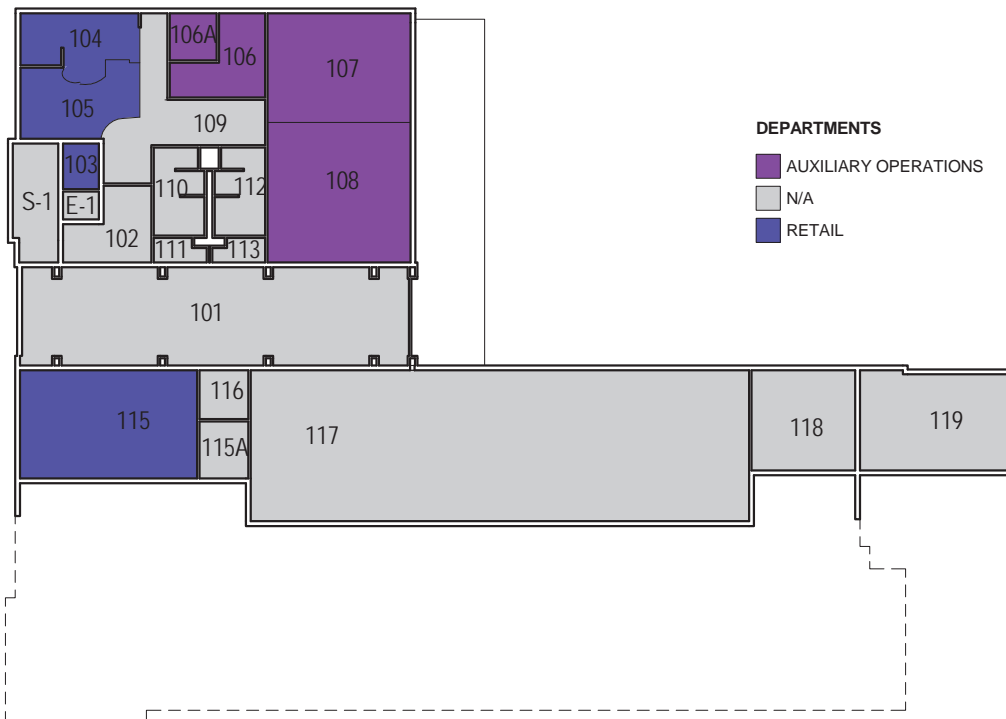 104
106A
106
107
105
109
103
110
112
108
S-1
E-1
102
111
113
101
115
116
115A
117
118
119
DEPARTMENTS
AUXILIARY OPERATIONS
N/A
RETAIL